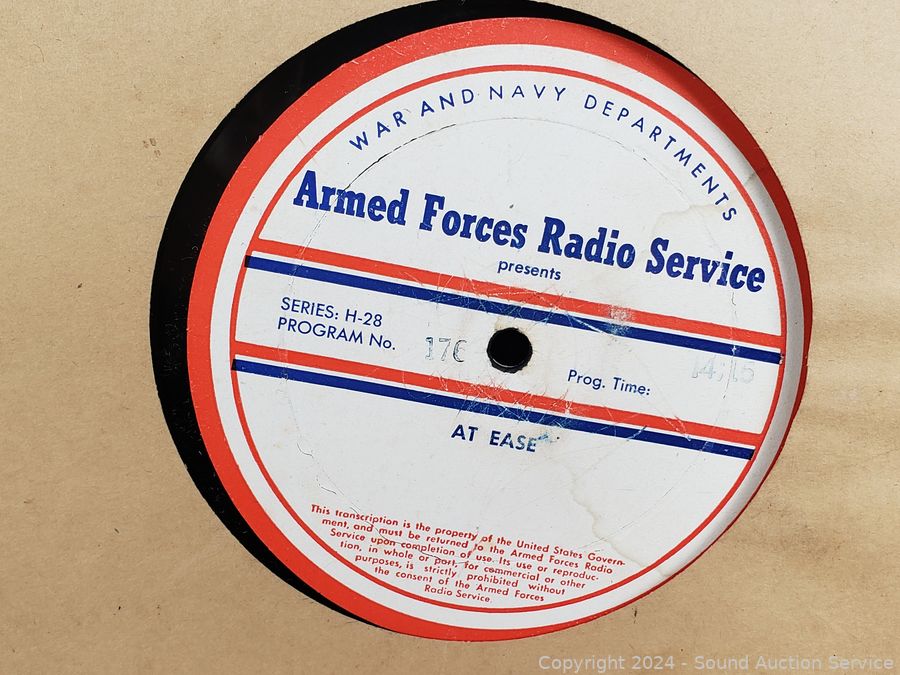 WAR AND NAVY DEPARTMENTS
Armed Forces Radio Service
presents
SERIES: H-28
PROGRAM No. 176
Prog. Time: 14:15
AT EASE
This transcription is the property of the United States Govern-
ment, and must be returned to the Armed Forces Radio
Service upon completion of use. Its use or reproduc-
tion, in whole or part, for commercial or other
purposes, is strictly prohibited without
the consent of the Armed Forces
Radio Service.
Copyright 2024 - Sound Auction Service